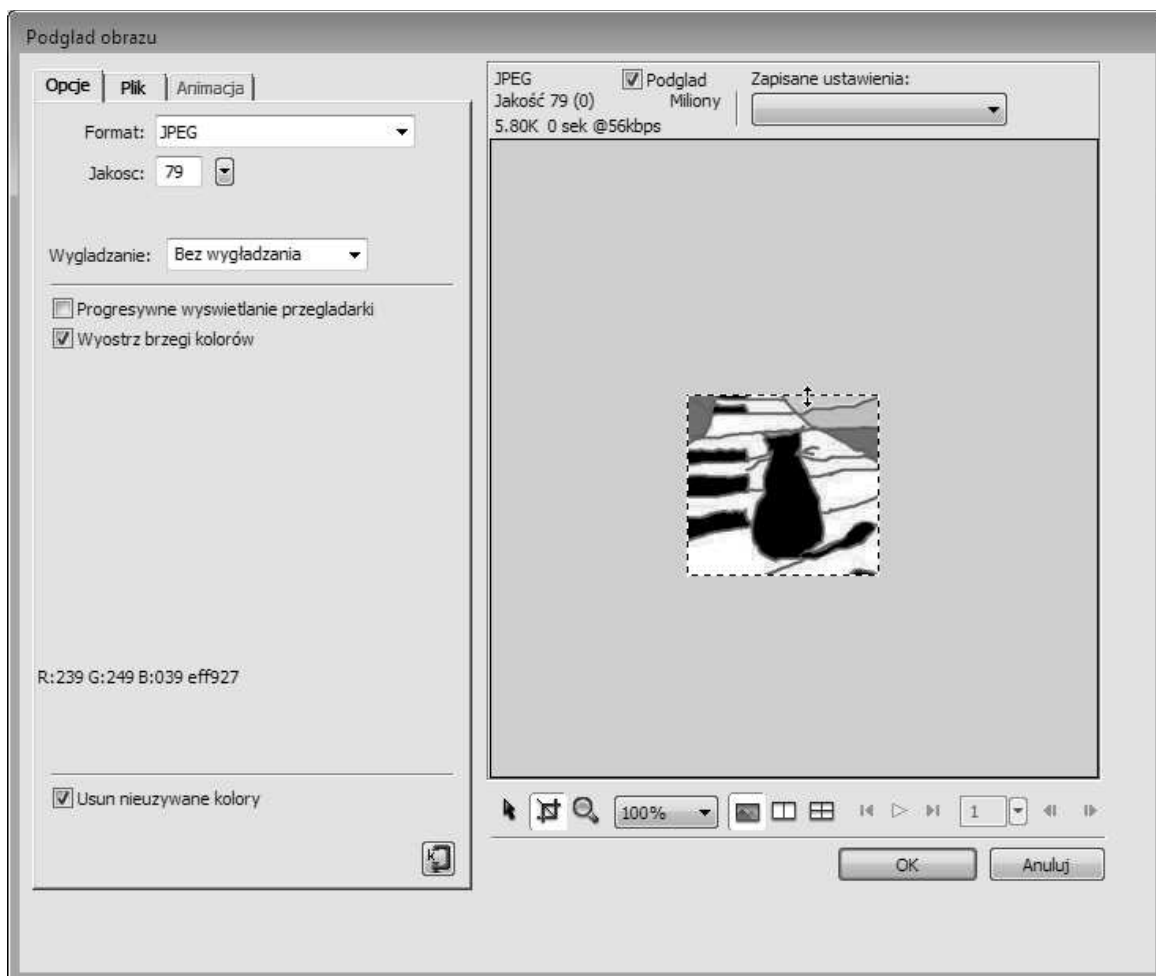 Podglad obrazu
Opcje Plik Animacja
Format: JPEG
Jakosc: 79
Wygladzanie: Bez wygładzania
Progresywne wyswietlanie przegladarki
Wyostrz brzegi kolorów
R:239 G:249 B:039 eff927
Usun nieuzywane kolory
JPEG Podglad Zapisane ustawienia:
Jakość 79 (0) Miliony
5.80K 0 sek @56kbps
100% 1
OK Anuluj